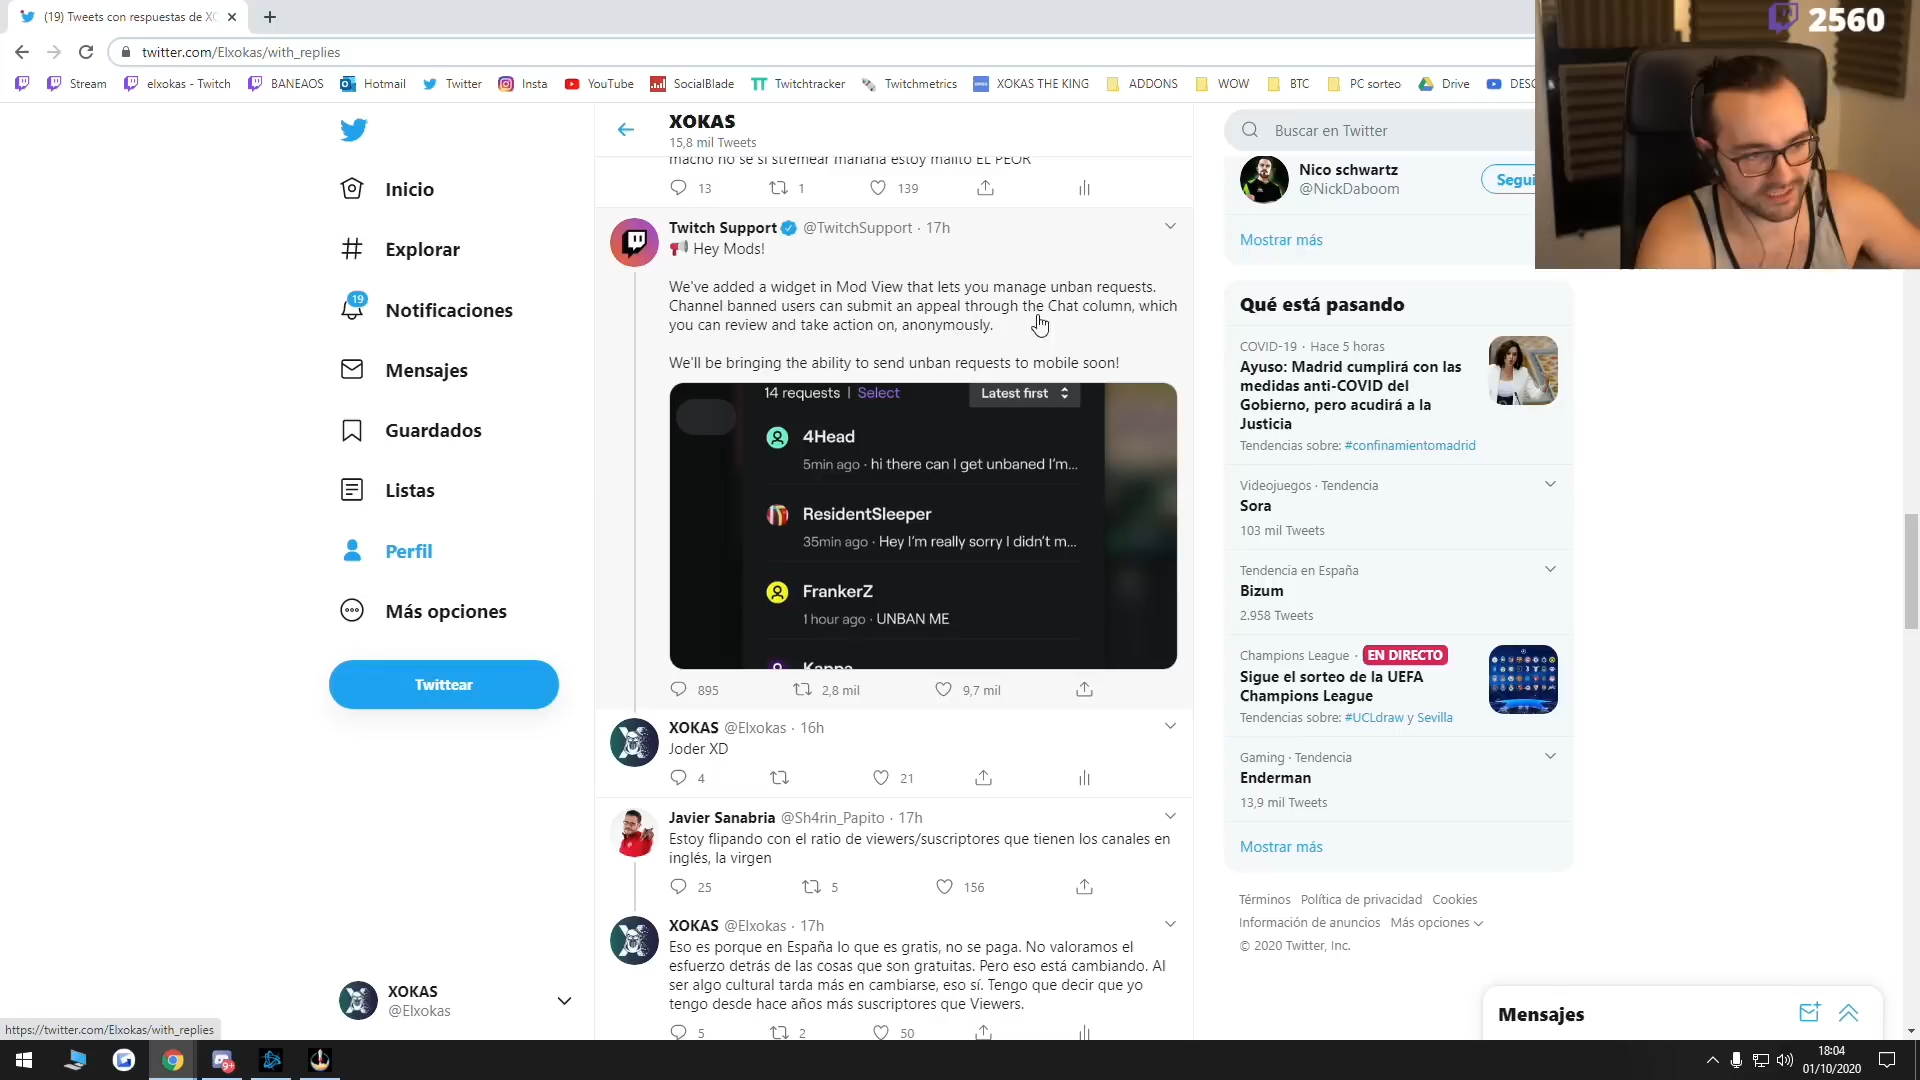 (19) Tweets con respuestas de XO
twitter.com/Elxokas/with_replies
Stream
elxokas - Twitch
BANEAOS
Hotmail
Twitter
Insta
YouTube
SocialBlade
Twitchtracker
Twitchmetrics
XOKAS THE KING
ADDONS
WOW
BTC
PC sorteo
Drive
DESC
2560
Inicio
Explorar
19
Notificaciones
Mensajes
Guardados
Listas
Perfil
Más opciones
Twittear
XOKAS
@Elxokas
https://twitter.com/Elxokas/with_replies
XOKAS
15,8 mil Tweets
macho no se si stremear mañana estoy malito EL PEOR
13
1
139
Twitch Support @TwitchSupport · 17h
Hey Mods!
We've added a widget in Mod View that lets you manage unban requests.
Channel banned users can submit an appeal through the Chat column, which
you can review and take action on, anonymously.
We'll be bringing the ability to send unban requests to mobile soon!
14 requests | Select
Latest first
4Head
5min ago · hi there can I get unbaned I'm...
ResidentSleeper
35min ago · Hey I'm really sorry I didn't m...
FrankerZ
1 hour ago · UNBAN ME
Kappa
895
2,8 mil
9,7 mil
XOKAS @Elxokas · 16h
Joder XD
4
21
Javier Sanabria @Sh4rin_Papito · 17h
Estoy flipando con el ratio de viewers/suscriptores que tienen los canales en
inglés, la virgen
25
5
156
XOKAS @Elxokas · 17h
Eso es porque en España lo que es gratis, no se paga. No valoramos el
esfuerzo detrás de las cosas que son gratuitas. Pero eso está cambiando. Al
ser algo cultural tarda más en cambiarse, eso sí. Tengo que decir que yo
tengo desde hace años más suscriptores que Viewers.
5
2
50
Buscar en Twitter
Nico schwartz
@NickDaboom
Segui
Mostrar más
Qué está pasando
COVID-19 · Hace 5 horas
Ayuso: Madrid cumplirá con las
medidas anti-COVID del
Gobierno, pero acudirá a la
Justicia
Tendencias sobre: #confinamientomadrid
Videojuegos · Tendencia
Sora
103 mil Tweets
Tendencia en España
Bizum
2.958 Tweets
Champions League · EN DIRECTO
Sigue el sorteo de la UEFA
Champions League
Tendencias sobre: #UCLdraw y Sevilla
Gaming · Tendencia
Enderman
13,9 mil Tweets
Mostrar más
Términos Política de privacidad Cookies
Información de anuncios Más opciones
© 2020 Twitter, Inc.
Mensajes
9+
18:04
01/10/2020